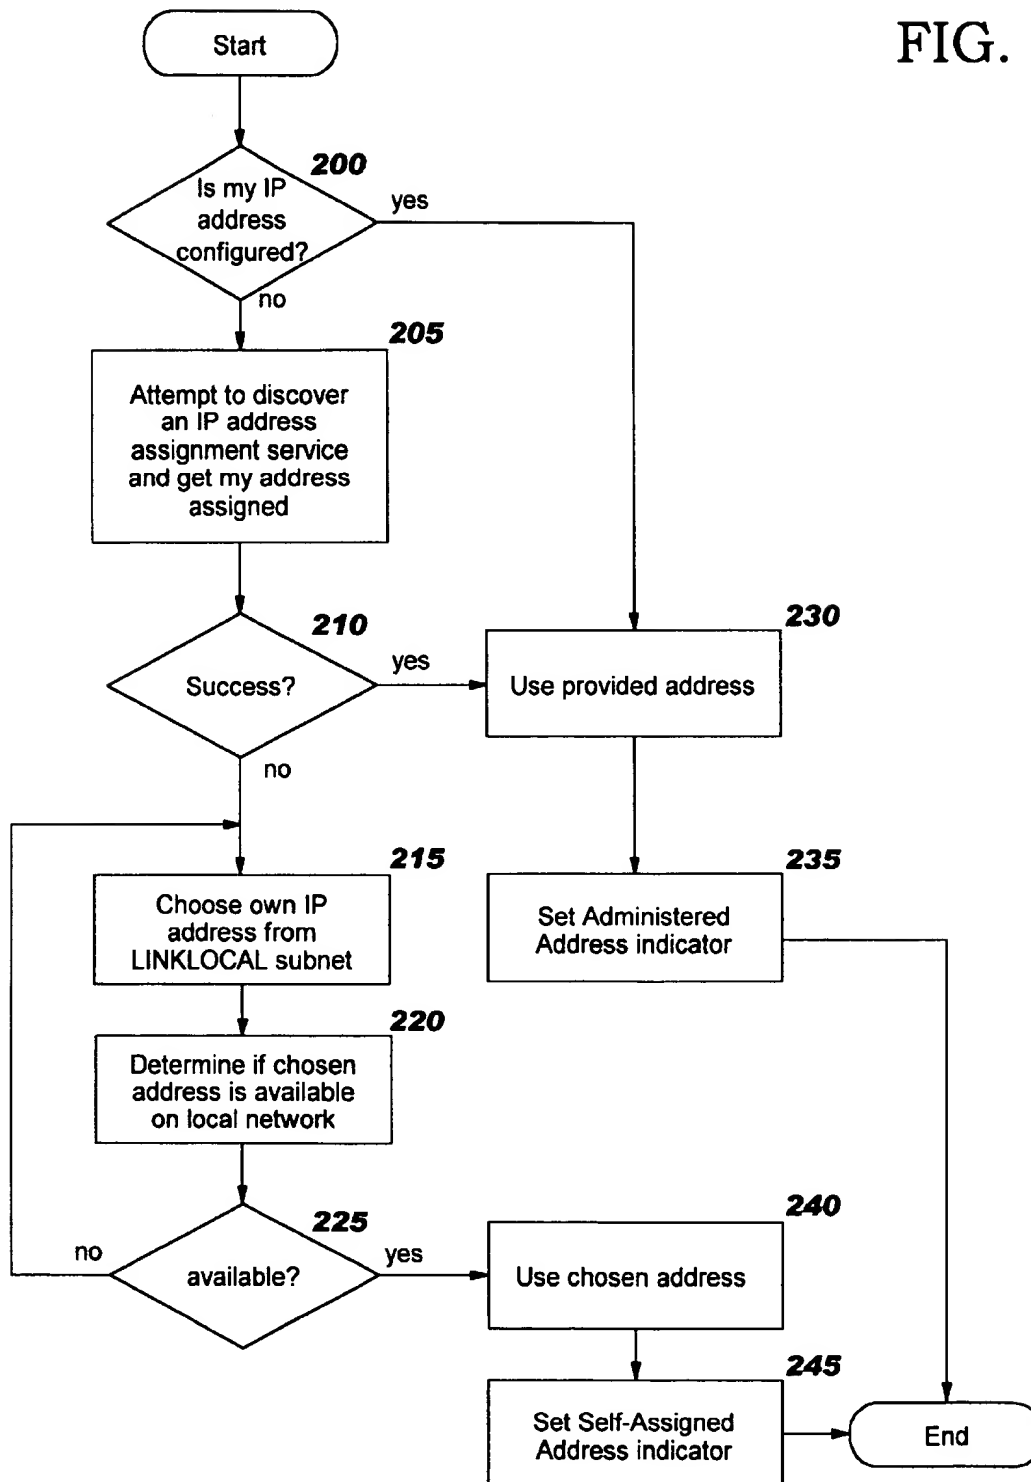 FIG.
Start
200
Is my IP
address
configured?
yes
no
205
Attempt to discover
an IP address
assignment service
and get my address
assigned
210
Success?
yes
no
230
Use provided address
215
Choose own IP
address from
LINKLOCAL subnet
235
Set Administered
Address indicator
220
Determine if chosen
address is available
on local network
225
available?
no
yes
240
Use chosen address
245
Set Self-Assigned
Address indicator
End